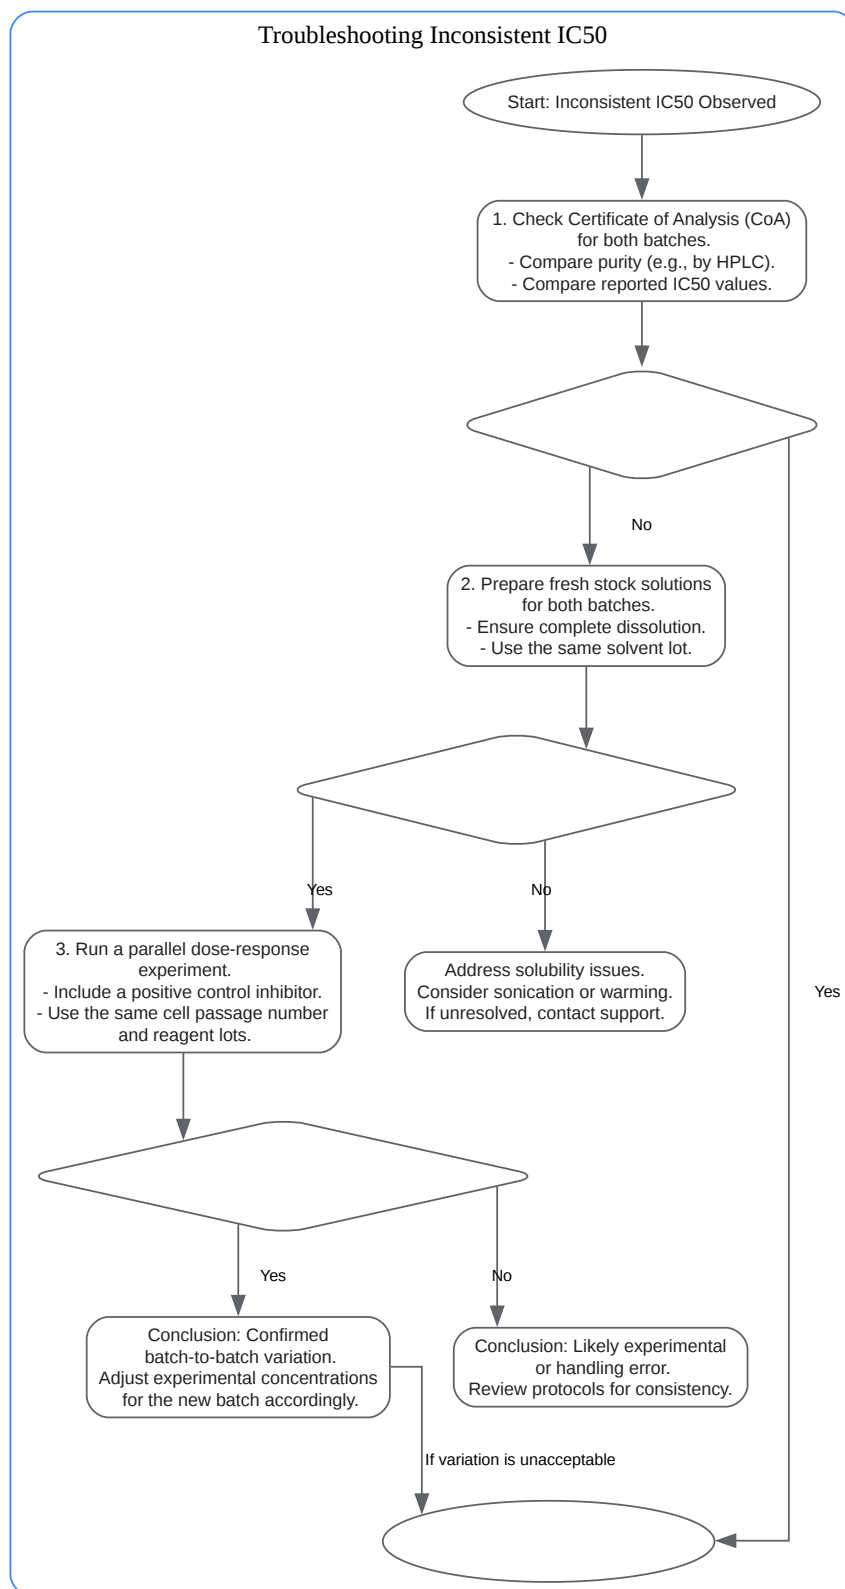 Troubleshooting Inconsistent IC50
Start: Inconsistent IC50 Observed
1. Check Certificate of Analysis (CoA)
for both batches.
- Compare purity (e.g., by HPLC).
- Compare reported IC50 values.
No
2. Prepare fresh stock solutions
for both batches.
- Ensure complete dissolution.
- Use the same solvent lot.
Yes
No
3. Run a parallel dose-response
experiment.
- Include a positive control inhibitor.
- Use the same cell passage number
and reagent lots.
Address solubility issues.
Consider sonication or warming.
If unresolved, contact support.
Yes
Yes
No
Conclusion: Confirmed
batch-to-batch variation.
Adjust experimental concentrations
for the new batch accordingly.
Conclusion: Likely experimental
or handling error.
Review protocols for consistency.
If variation is unacceptable